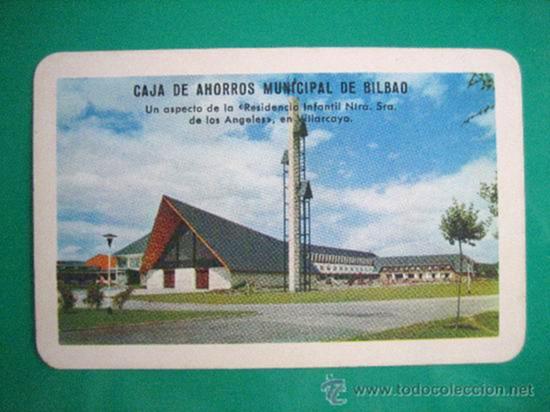 CAJA DE AHORROS MUNICIPAL DE BILBAO
Un aspecto de la «Residencia Infantil Ntra. Sra.
de los Angeles», en Villarcayo.
© www.todocoleccion.net